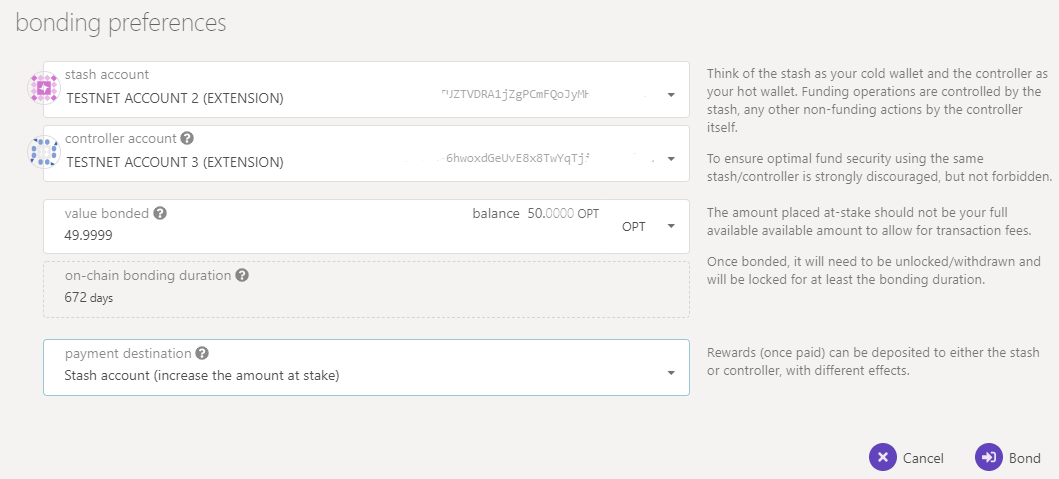 bonding preferences
stash account
TESTNET ACCOUNT 2 (EXTENSION)
Think of the stash as your cold wallet and the controller as
your hot wallet. Funding operations are controlled by the
stash, any other non-funding actions by the controller
itself.
controller account
TESTNET ACCOUNT 3 (EXTENSION)
To ensure optimal fund security using the same
stash/controller is strongly discouraged, but not forbidden.
value bonded
balance 50.0000 OPT
49.9999
OPT
The amount placed at-stake should not be your full
available available amount to allow for transaction fees.
on-chain bonding duration
672 days
Once bonded, it will need to be unlocked/withdrawn and
will be locked for at least the bonding duration.
payment destination
Stash account (increase the amount at stake)
Rewards (once paid) can be deposited to either the stash
or controller, with different effects.
Cancel
Bond